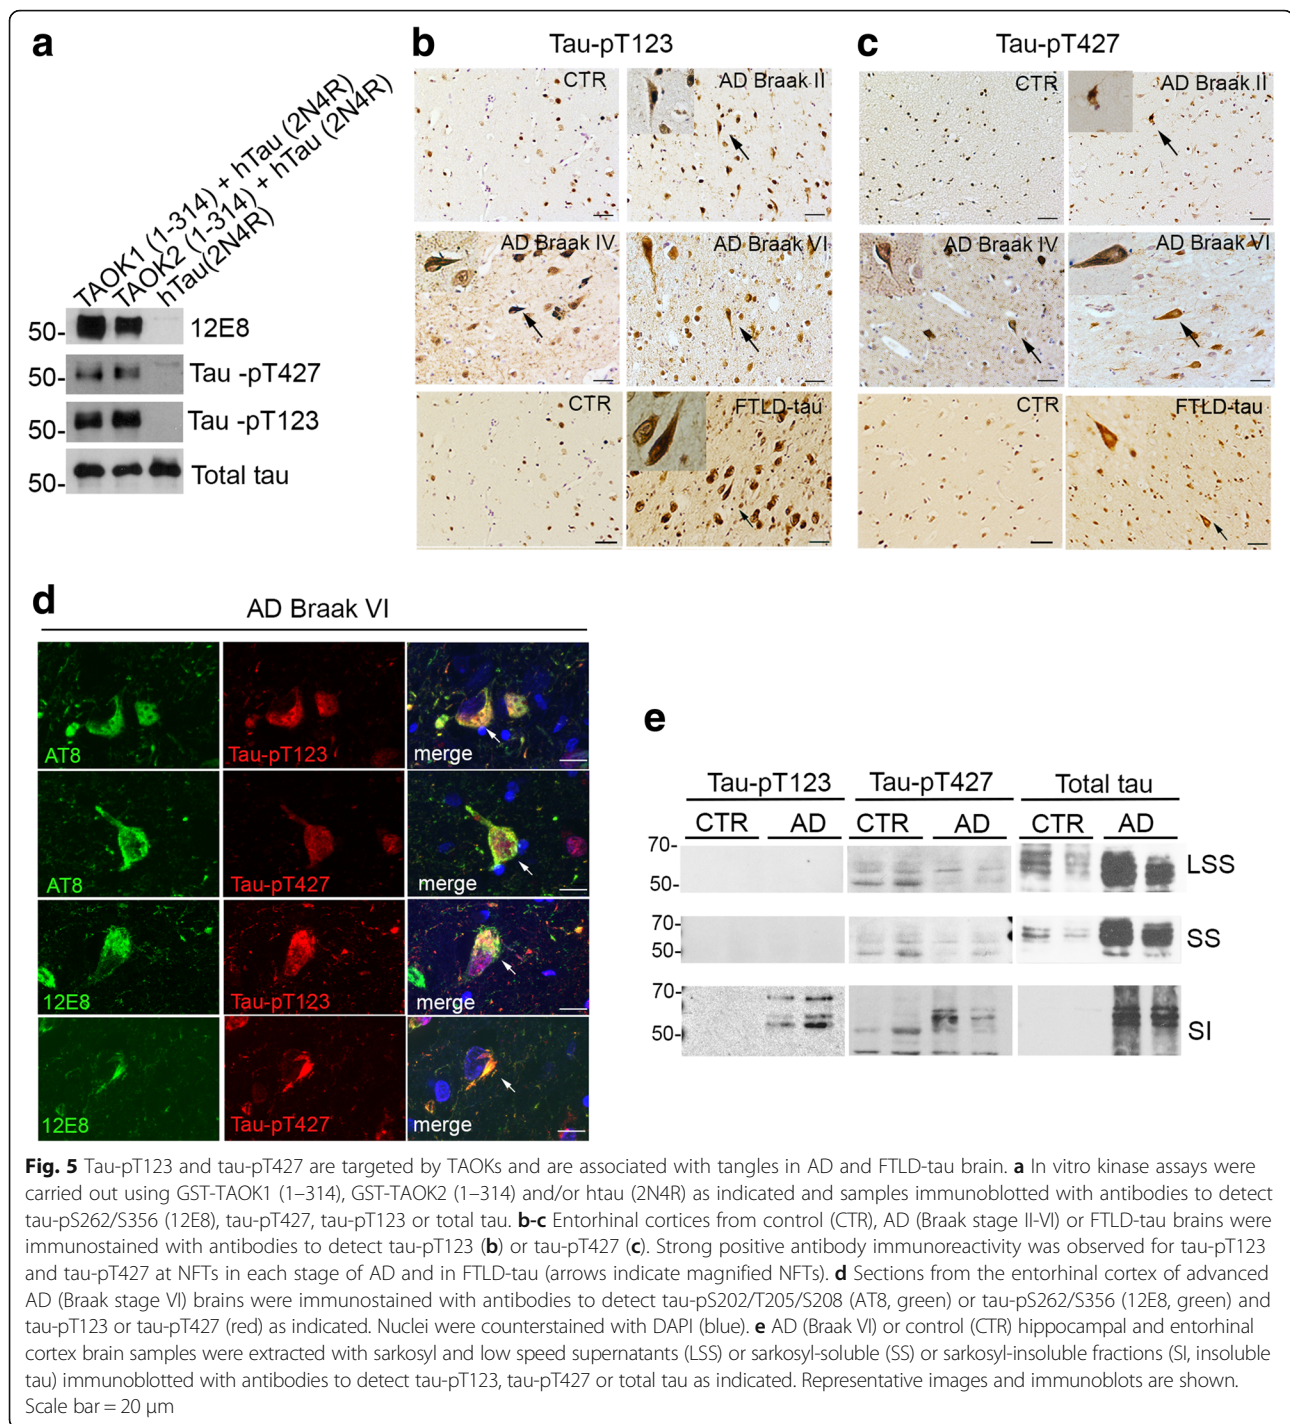 a
TAOK1 (1-314) + hTau (2N4R)
TAOK2 (1-314) + hTau (2N4R)
hTau(2N4R)
50- 12E8
50- Tau -pT427
50- Tau -pT123
50- Total tau
b
Tau-pT123
CTR
AD Braak II
AD Braak IV
AD Braak VI
CTR
FTLD-tau
c
Tau-pT427
CTR
AD Braak II
AD Braak IV
AD Braak VI
CTR
FTLD-tau
d
AD Braak VI
AT8 Tau-pT123 merge
AT8 Tau-pT427 merge
12E8 Tau-pT123 merge
12E8 Tau-pT427 merge
e
Tau-pT123 Tau-pT427 Total tau
CTR AD CTR AD CTR AD
70-
50-
LSS
70-
50-
SS
70-
50-
SI
Fig. 5 Tau-pT123 and tau-pT427 are targeted by TAOKs and are associated with tangles in AD and FTLD-tau brain. a In vitro kinase assays were
carried out using GST-TAOK1 (1–314), GST-TAOK2 (1–314) and/or htau (2N4R) as indicated and samples immunoblotted with antibodies to detect
tau-pS262/S356 (12E8), tau-pT427, tau-pT123 or total tau. b-c Entorhinal cortices from control (CTR), AD (Braak stage II-VI) or FTLD-tau brains were
immunostained with antibodies to detect tau-pT123 (b) or tau-pT427 (c). Strong positive antibody immunoreactivity was observed for tau-pT123
and tau-pT427 at NFTs in each stage of AD and in FTLD-tau (arrows indicate magnified NFTs). d Sections from the entorhinal cortex of advanced
AD (Braak stage VI) brains were immunostained with antibodies to detect tau-pS202/T205/S208 (AT8, green) or tau-pS262/S356 (12E8, green) and
tau-pT123 or tau-pT427 (red) as indicated. Nuclei were counterstained with DAPI (blue). e AD (Braak VI) or control (CTR) hippocampal and entorhinal
cortex brain samples were extracted with sarkosyl and low speed supernatants (LSS) or sarkosyl-soluble (SS) or sarkosyl-insoluble fractions (SI, insoluble
tau) immunoblotted with antibodies to detect tau-pT123, tau-pT427 or total tau as indicated. Representative images and immunoblots are shown.
Scale bar = 20 μm